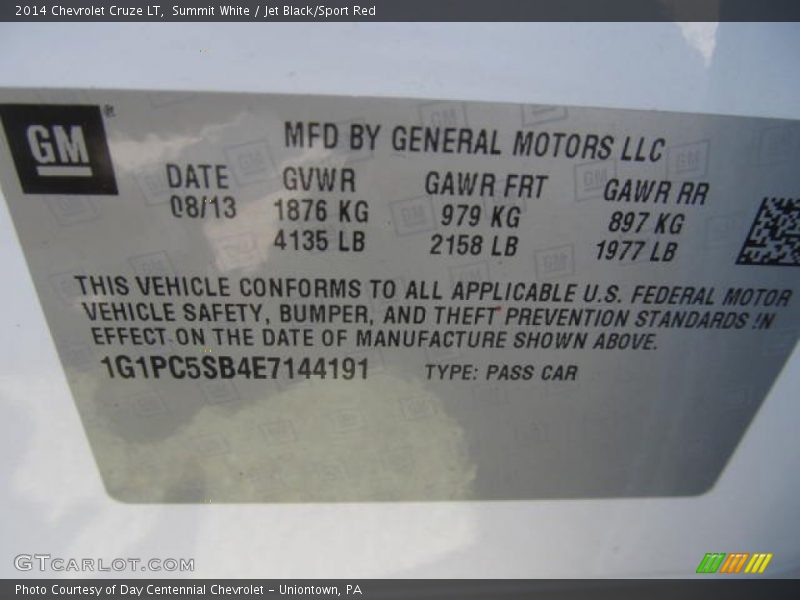 2014 Chevrolet Cruze LT,  Summit White / Jet Black/Sport Red
GM
®
MFD BY GENERAL MOTORS LLC
DATE GVWR GAWR FRT GAWR RR
08/13 1876 KG 979 KG 897 KG
4135 LB 2158 LB 1977 LB
THIS VEHICLE CONFORMS TO ALL APPLICABLE U.S. FEDERAL MOTOR
VEHICLE SAFETY, BUMPER, AND THEFT PREVENTION STANDARDS IN
EFFECT ON THE DATE OF MANUFACTURE SHOWN ABOVE.
1G1PC5SB4E7144191 TYPE: PASS CAR
GTCARLOT.COM
Photo Courtesy of Day Centennial Chevrolet - Uniontown, PA